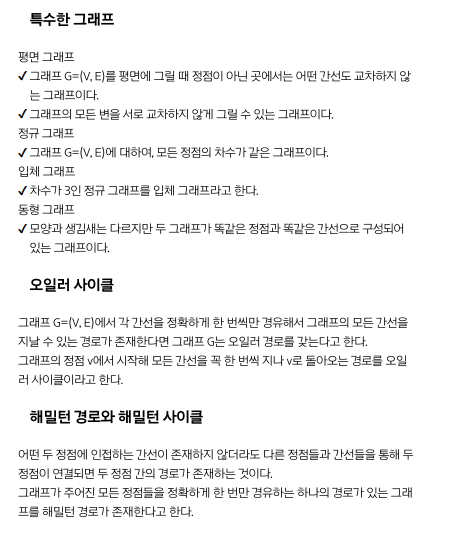 특수한 그래프
평면 그래프
✔ 그래프 G=(V, E)를 평면에 그릴 때 정점이 아닌 곳에서는 어떤 간선도 교차하지 않
는 그래프이다.
✔ 그래프의 모든 변을 서로 교차하지 않게 그릴 수 있는 그래프이다.
정규 그래프
✔ 그래프 G=(V, E)에 대하여, 모든 정점의 차수가 같은 그래프이다.
입체 그래프
✔ 차수가 3인 정규 그래프를 입체 그래프라고 한다.
동형 그래프
✔ 모양과 생김새는 다르지만 두 그래프가 똑같은 정점과 똑같은 간선으로 구성되어
있는 그래프이다.
오일러 사이클
그래프 G=(V, E)에서 각 간선을 정확하게 한 번씩만 경유해서 그래프의 모든 간선을
지날 수 있는 경로가 존재한다면 그래프 G는 오일러 경로를 갖는다고 한다.
그래프의 정점 v에서 시작해 모든 간선을 꼭 한 번씩 지나 v로 돌아오는 경로를 오일
러 사이클이라고 한다.
해밀턴 경로와 해밀턴 사이클
어떤 두 정점에 인접하는 간선이 존재하지 않더라도 다른 정점들과 간선들을 통해 두
정점이 연결되면 두 정점 간의 경로가 존재하는 것이다.
그래프가 주어진 모든 정점들을 정확하게 한 번만 경유하는 하나의 경로가 있는 그래
프를 해밀턴 경로가 존재한다고 한다.